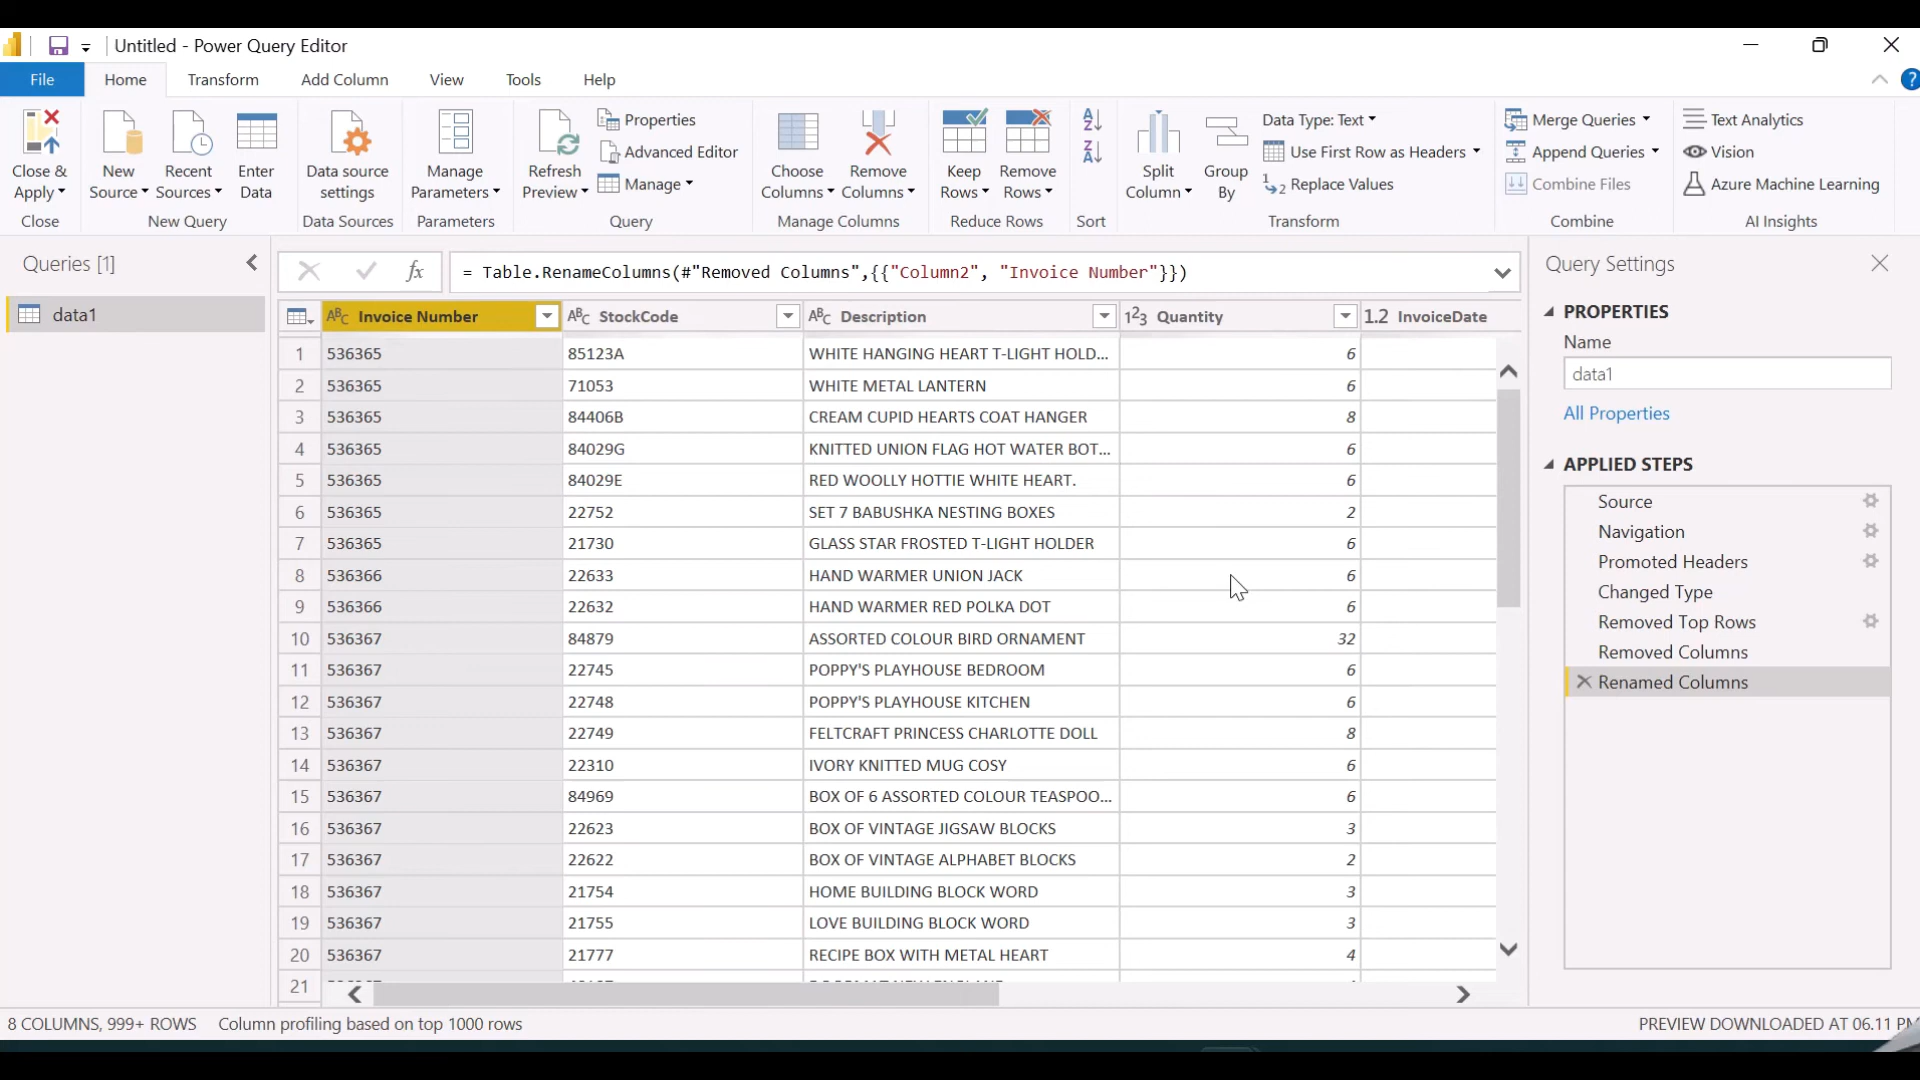 Untitled - Power Query Editor
File Home Transform Add Column View Tools Help
Close & Apply
New Source
Recent Sources
Enter Data
Data source settings
Manage Parameters
Refresh Preview
Properties
Advanced Editor
Manage
Choose Columns
Remove Columns
Keep Rows
Remove Rows
A Z
Z A
Split Column
Group By
Data Type: Text
Use First Row as Headers
1 2 Replace Values
Merge Queries
Append Queries
Combine Files
Text Analytics
Vision
Azure Machine Learning
?
Close New Query Data Sources Parameters Query Manage Columns Reduce Rows Sort Transform Combine AI Insights
Queries [1]
data1
fx = Table.RenameColumns(#"Removed Columns",{{"Column2", "Invoice Number"}})
ABC Invoice Number ABC StockCode ABC Description 123 Quantity 1.2 InvoiceDate
1 536365 85123A WHITE HANGING HEART T-LIGHT HOLD... 6
2 536365 71053 WHITE METAL LANTERN 6
3 536365 84406B CREAM CUPID HEARTS COAT HANGER 8
4 536365 84029G KNITTED UNION FLAG HOT WATER BOT... 6
5 536365 84029E RED WOOLLY HOTTIE WHITE HEART. 6
6 536365 22752 SET 7 BABUSHKA NESTING BOXES 2
7 536365 21730 GLASS STAR FROSTED T-LIGHT HOLDER 6
8 536366 22633 HAND WARMER UNION JACK 6
9 536366 22632 HAND WARMER RED POLKA DOT 6
10 536367 84879 ASSORTED COLOUR BIRD ORNAMENT 32
11 536367 22745 POPPY'S PLAYHOUSE BEDROOM 6
12 536367 22748 POPPY'S PLAYHOUSE KITCHEN 6
13 536367 22749 FELTCRAFT PRINCESS CHARLOTTE DOLL 8
14 536367 22310 IVORY KNITTED MUG COSY 6
15 536367 84969 BOX OF 6 ASSORTED COLOUR TEASPOO... 6
16 536367 22623 BOX OF VINTAGE JIGSAW BLOCKS 3
17 536367 22622 BOX OF VINTAGE ALPHABET BLOCKS 2
18 536367 21754 HOME BUILDING BLOCK WORD 3
19 536367 21755 LOVE BUILDING BLOCK WORD 3
20 536367 21777 RECIPE BOX WITH METAL HEART 4
21
Query Settings
PROPERTIES
Name
data1
All Properties
APPLIED STEPS
Source
Navigation
Promoted Headers
Changed Type
Removed Top Rows
Removed Columns
Renamed Columns
8 COLUMNS, 999+ ROWS Column profiling based on top 1000 rows
PREVIEW DOWNLOADED AT 06.11 PM